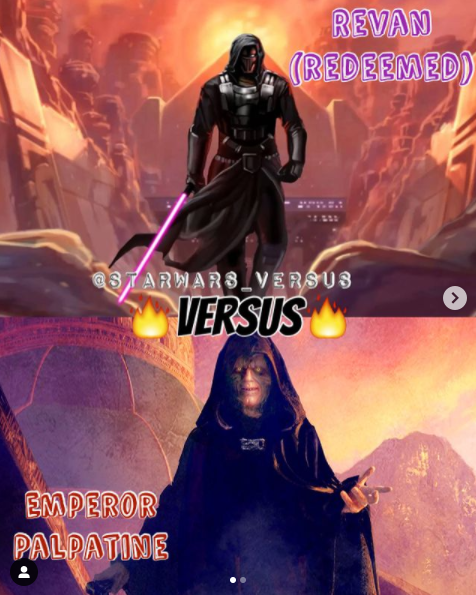 REVAN
(REDEEMED)
@STARWARS_VERSUS
🔥VERSUS🔥
EMPEROR
PALPATINE